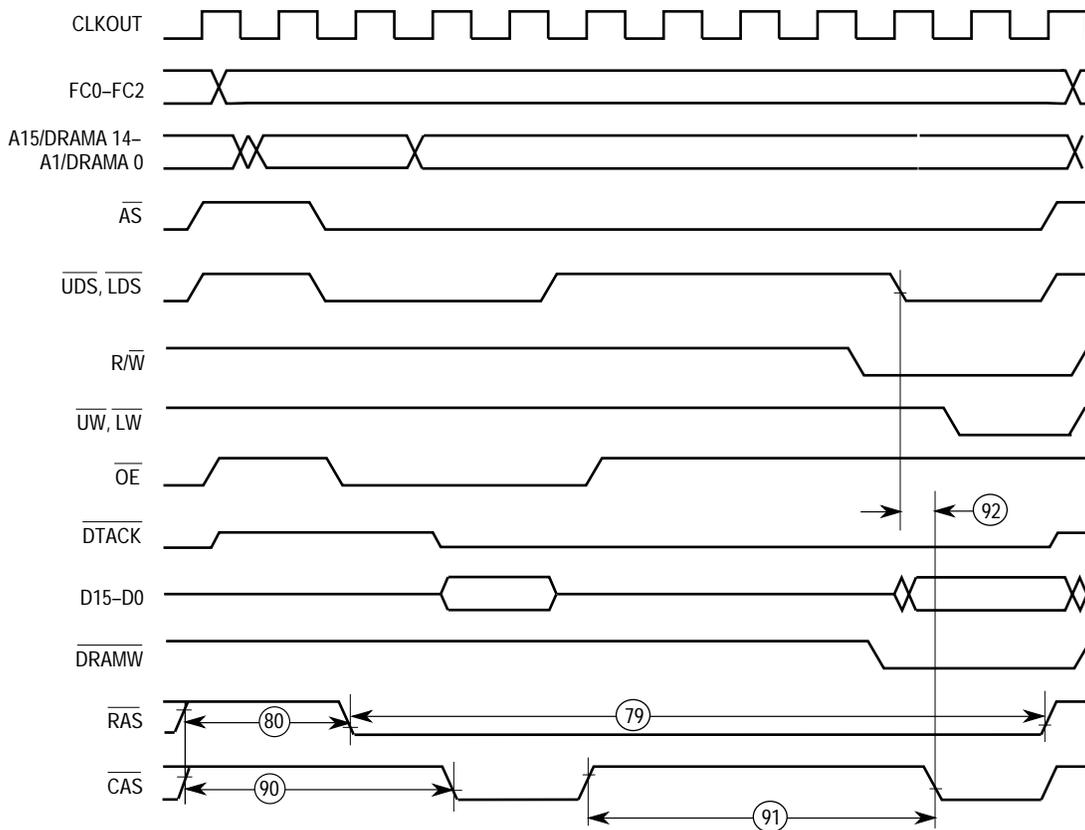 CLKOUT
FC0–FC2
A15/DRAMA 14–
A1/DRAMA 0
AS
UDS, LDS
R/W
UW, LW
OE
92
DTACK
D15–D0
DRAMW
RAS
80
79
CAS
90
91